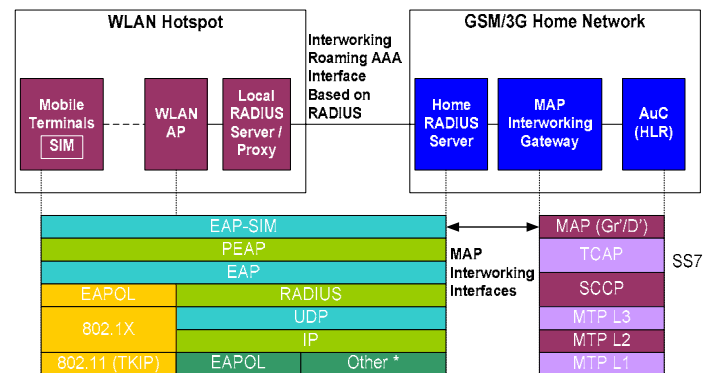 WLAN Hotspot
GSM/3G Home Network
Interworking
Roaming AAA
Interface
Based on
RADIUS
Mobile
Terminals
SIM
WLAN
AP
Local
RADIUS
Server /
Proxy
Home
RADIUS
Server
MAP
Interworking
Gateway
AuC
(HLR)
EAP-SIM
PEAP
EAP
EAPOL
RADIUS
802.1X
UDP
IP
802.11 (TKIP)
EAPOL
Other *
MAP
Interworking
Interfaces
MAP (Gr'/D')
TCAP
SCCP
MTP L3
MTP L2
MTP L1
SS7